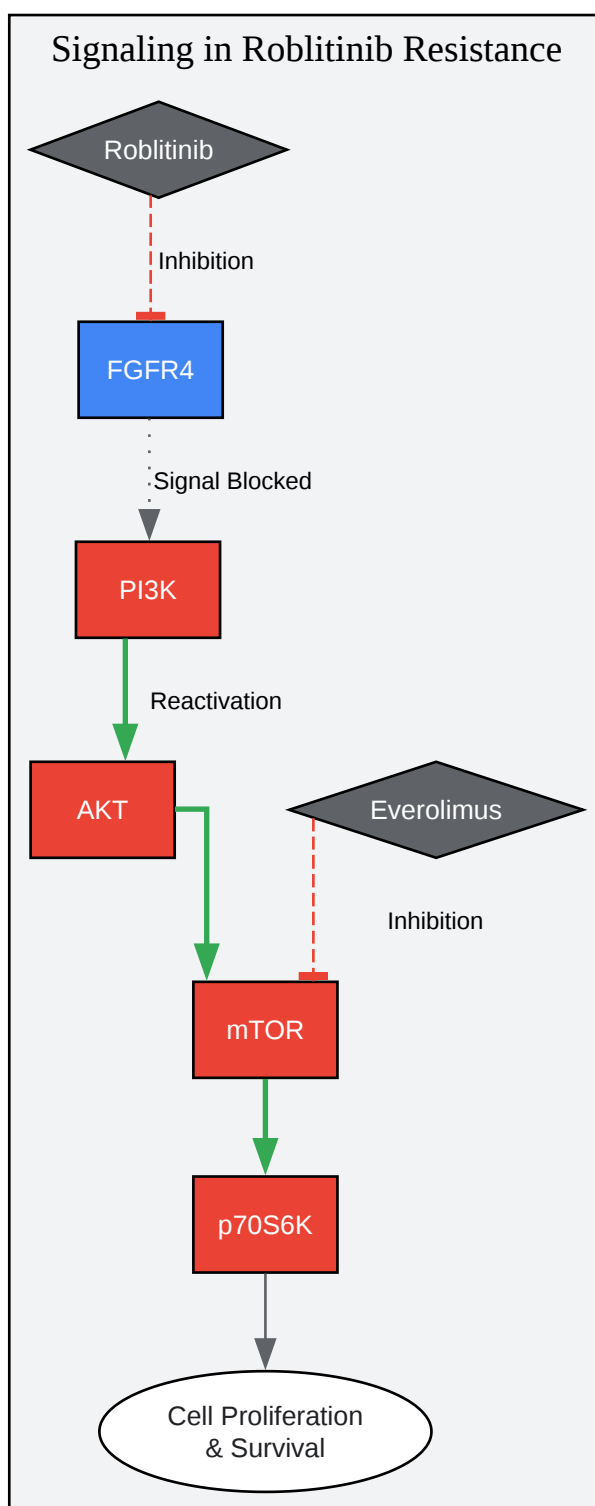 Signaling in Roblitinib Resistance
Roblitinib
Inhibition
FGFR4
Signal Blocked
PI3K
Reactivation
AKT
Everolimus
Inhibition
mTOR
p70S6K
Cell Proliferation
& Survival